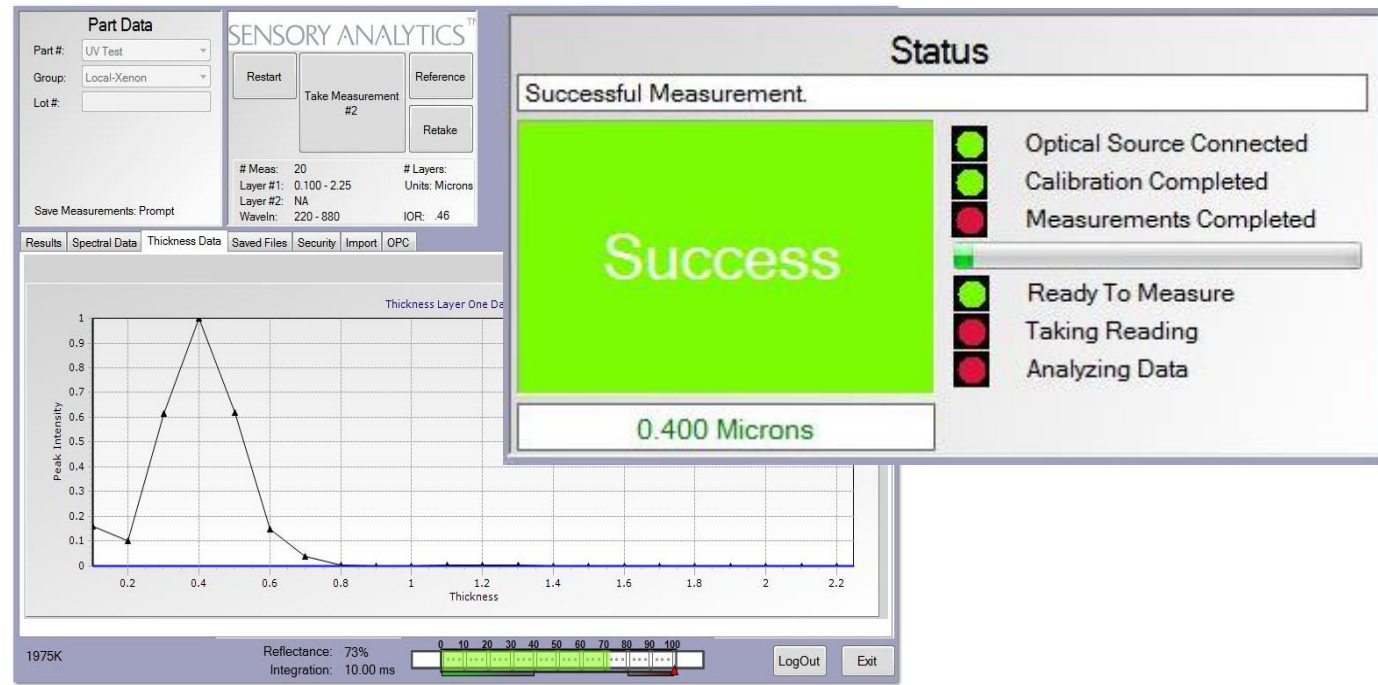 Part Data
Part #: UV Test
Group: Local-Xenon
Lot #:
Save Measurements: Prompt
SENSORY ANALYTICS™
Restart
Take Measurement
#2
Reference
Retake
# Meas: 20 # Layers:
Layer #1: 0.100 - 2.25 Units: Microns
Layer #2: NA
Waveln: 220 - 880 IOR: .46
Status
Successful Measurement.
Success
0.400 Microns
Optical Source Connected
Calibration Completed
Measurements Completed
Ready To Measure
Taking Reading
Analyzing Data
Results Spectral Data Thickness Data Saved Files Security Import OPC
Thickness Layer One Da
Peak Intensity
1
0.9
0.8
0.7
0.6
0.5
0.4
0.3
0.2
0.1
0
0.2 0.4 0.6 0.8 1 1.2 1.4 1.6 1.8 2 2.2
Thickness
1975K
Reflectance: 73%
Integration: 10.00 ms
0 10 20 30 40 50 60 70 80 90 100
LogOut
Exit